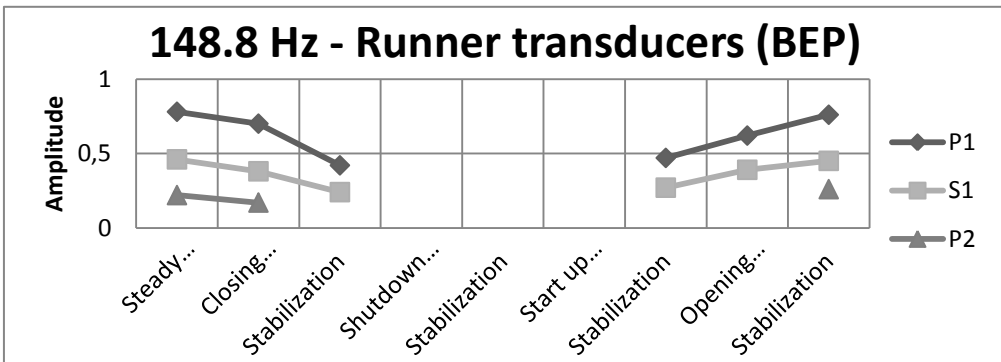 148.8 Hz - Runner transducers (BEP)
Amplitude
1
0,5
0
Steady...
Closing...
Stabilization
Shutdown...
Stabilization
Start up...
Stabilization
Opening...
Stabilization
P1
S1
P2